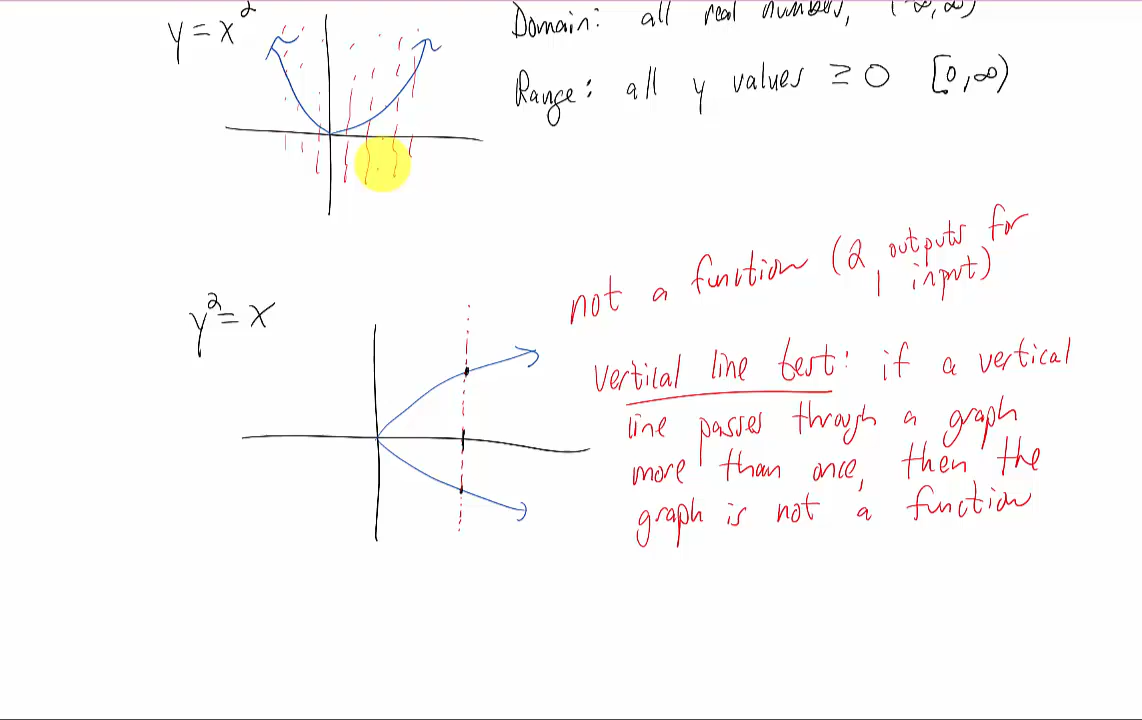 y = x²
Domain: all real numbers, (-∞,∞)
Range: all y values ≥ 0 [0,∞)
not a function (2 outputs for
1 input)
y² = x
vertical line test: if a vertical
line passes through a graph
more than once, then the
graph is not a function